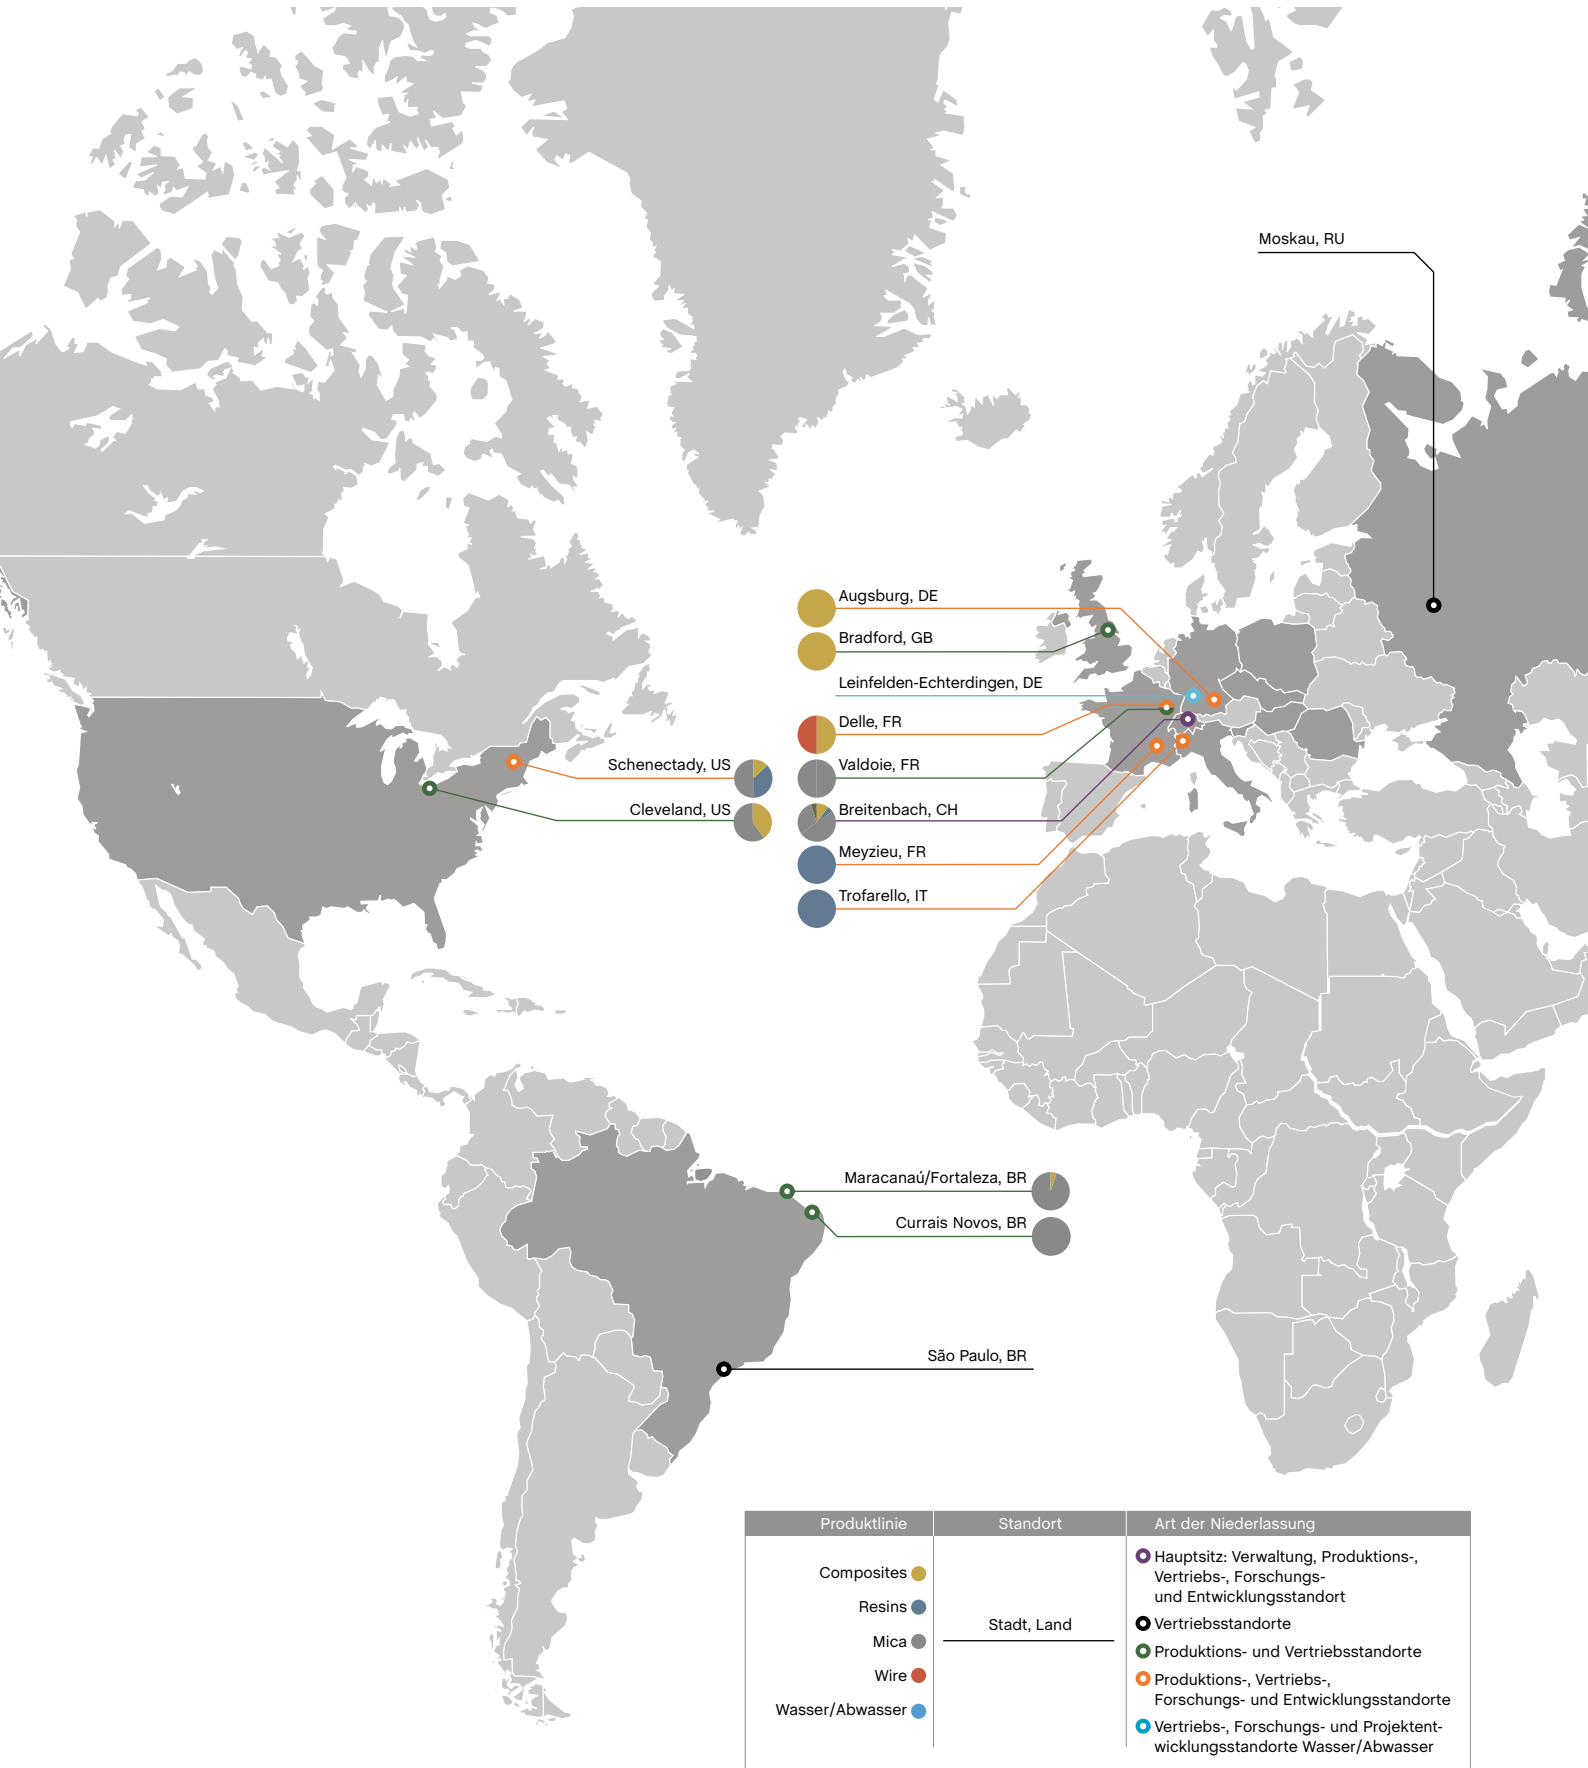 Moskau, RU
Augsburg, DE
Bradford, GB
Leinfelden-Echterdingen, DE
Delle, FR
Valdoie, FR
Breitenbach, CH
Meyzieu, FR
Trofarello, IT
Schenectady, US
Cleveland, US
Maracanaú/Fortaleza, BR
Currais Novos, BR
São Paulo, BR
Produktlinie
Composites
Resins
Mica
Wire
Wasser/Abwasser
Standort
Stadt, Land
Art der Niederlassung
Hauptsitz: Verwaltung, Produktions-,
Vertriebs-, Forschungs-
und Entwicklungsstandort
Vertriebsstandorte
Produktions- und Vertriebsstandorte
Produktions-, Vertriebs-,
Forschungs- und Entwicklungsstandorte
Vertriebs-, Forschungs- und Projektent-
wicklungsstandorte Wasser/Abwasser